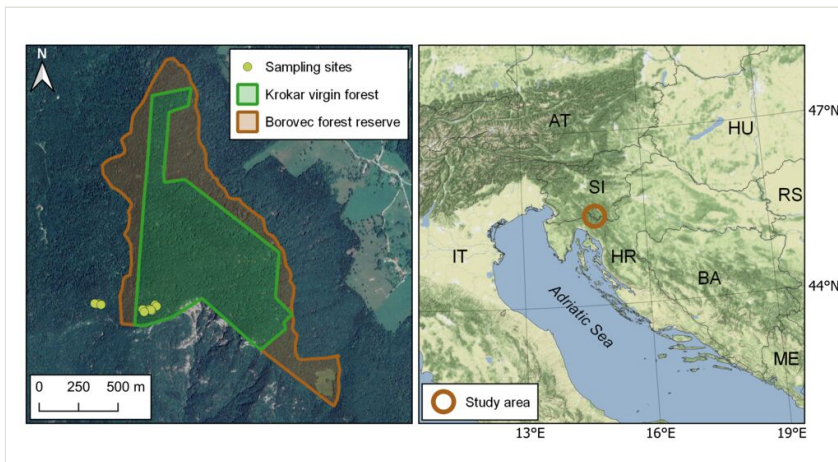 N
Sampling sites
Krokar virgin forest
Borovec forest reserve
0 250 500 m
AT
HU
SI
RS
IT
HR
BA
Adriatic Sea
ME
Study area
47°N
44°N
13°E 16°E 19°E